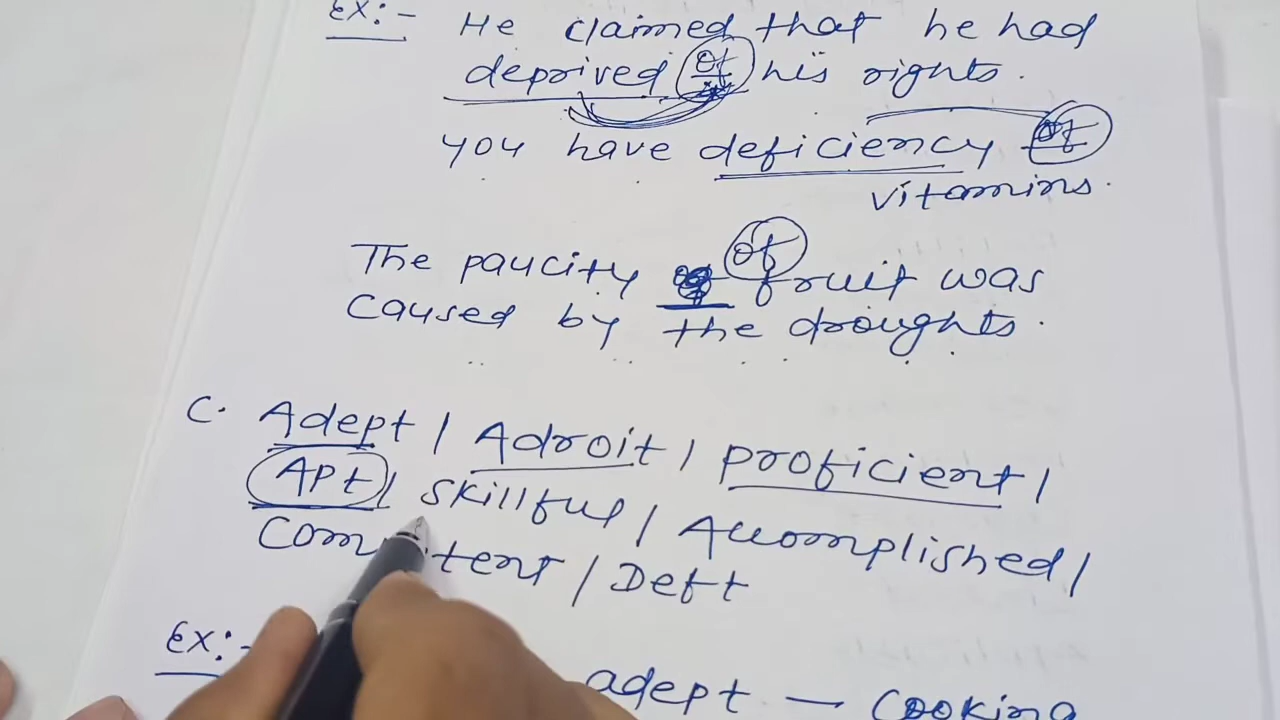 Ex:-
He claimed that he had
deprived of his rights.
you have deficiency of
vitamins.
The paucity of fruit was
caused by the droughts.
C. Adept / Adroit / proficient /
Apt / skillful / Accomplished /
/ Deft
Ex:-
adept — cooking